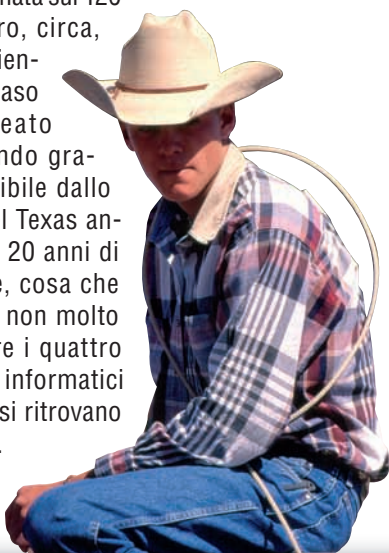 ro, circa,
ien-
aso
eato
ndo gra-
ibile dallo
l Texas an-
20 anni di
, cosa che
non molto
re i quattro
informatici
si ritrovano